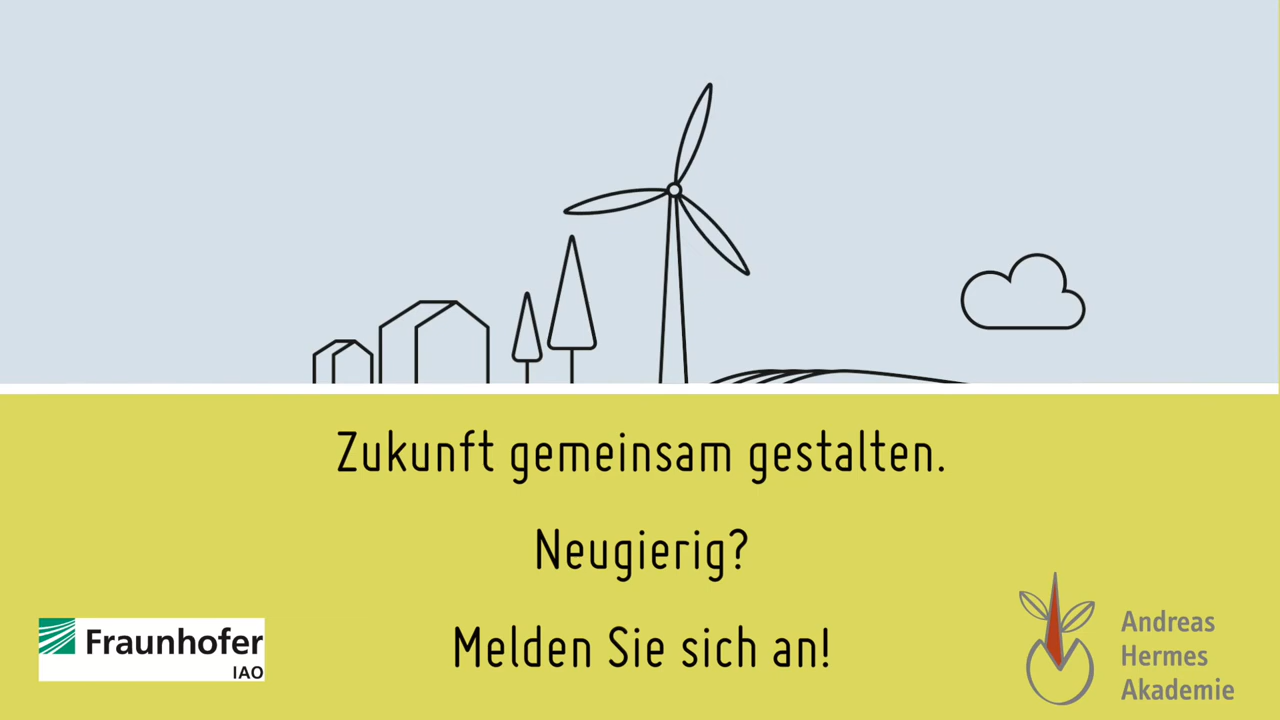 Zukunft gemeinsam gestalten.
Neugierig?
Melden Sie sich an!
Fraunhofer
IAO
Andreas
Hermes
Akademie